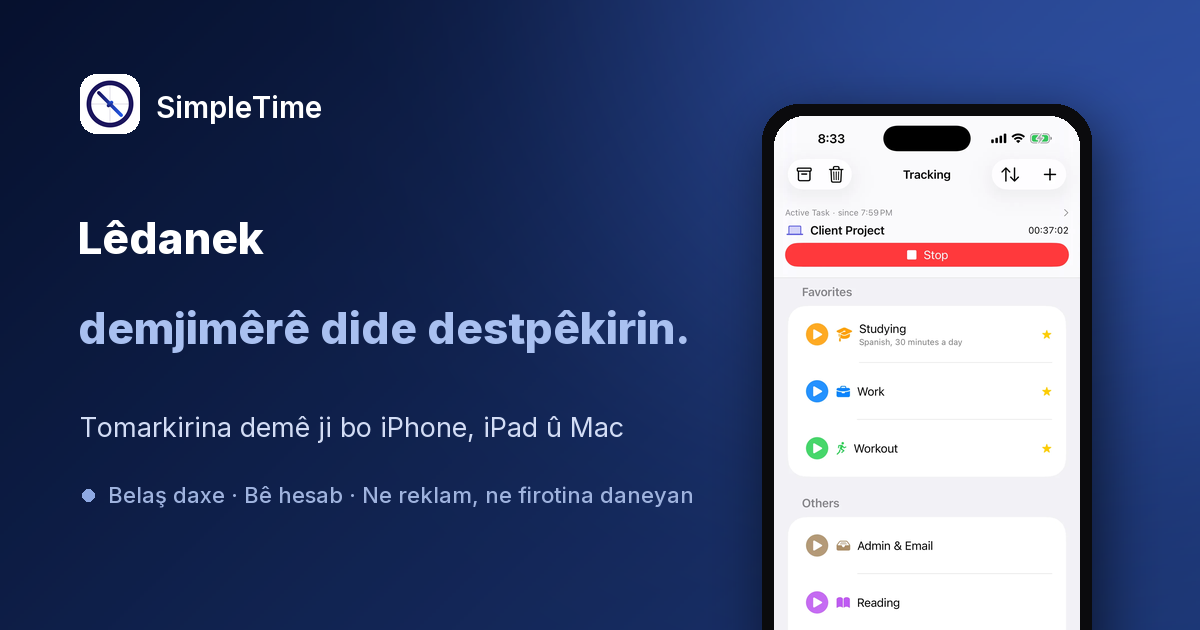 SimpleTime
Lêdanek
demjimêrê dide destpêkirin.
Tomarkirina demê ji bo iPhone, iPad û Mac
Belaş daxe · Bê hesab · Ne reklam, ne firotina daneyan
8:33
Tracking
Active Task · since 7:59 PM
Client Project
00:37:02
Stop
Favorites
Studying
Spanish, 30 minutes a day
Work
Workout
Others
Admin & Email
Reading